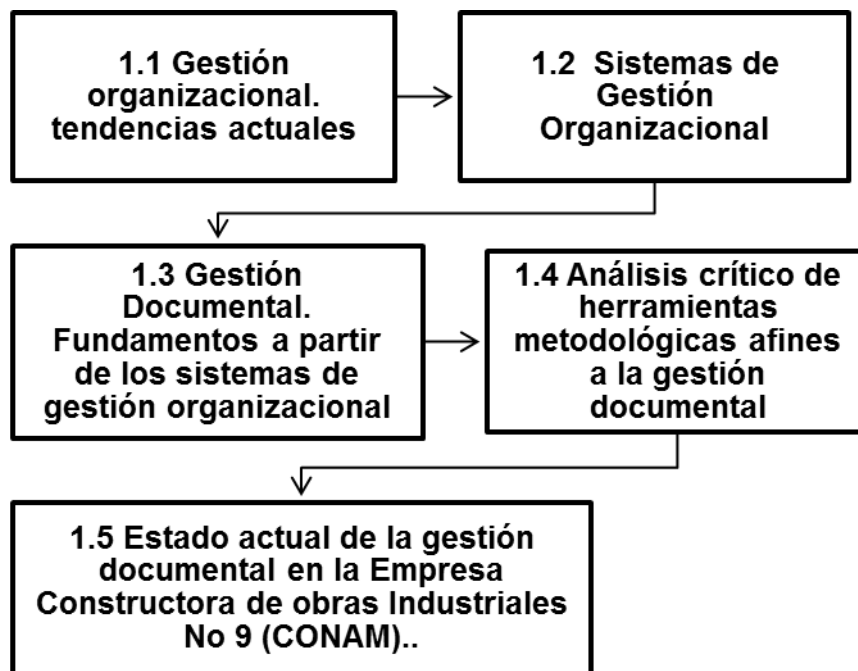 1.1 Gestión
organizacional.
tendencias actuales
1.2 Sistemas de
Gestión
Organizacional
1.3 Gestión
Documental.
Fundamentos a partir
de los sistemas de
gestión organizacional
1.4 Análisis crítico de
herramientas
metodológicas afines
a la gestión
documental
1.5 Estado actual de la gestión
documental en la Empresa
Constructora de obras Industriales
No 9 (CONAM)..